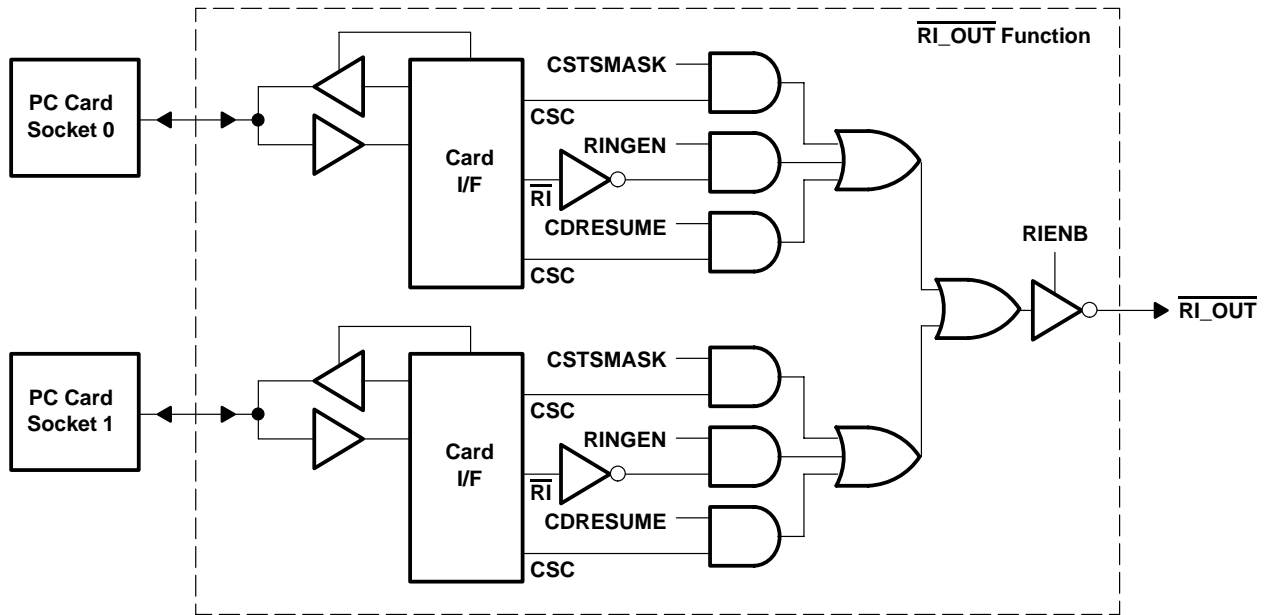 RI_OUT Function
PC Card
Socket 0
Card
I/F
CSTSMASK
CSC
RINGEN
RI
CDRESUME
CSC
RIENB
RI_OUT
PC Card
Socket 1
Card
I/F
CSTSMASK
CSC
RINGEN
RI
CDRESUME
CSC